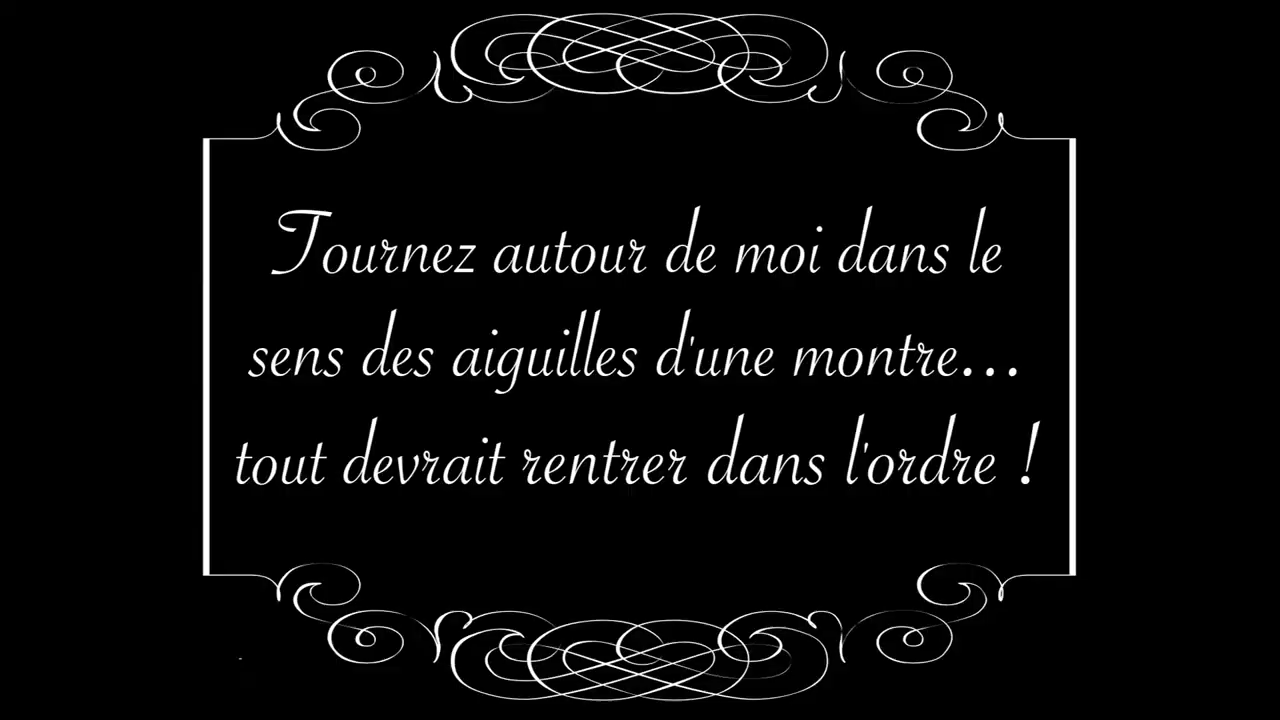 Tournez autour de moi dans le
sens des aiguilles d'une montre...
tout devrait rentrer dans l'ordre !